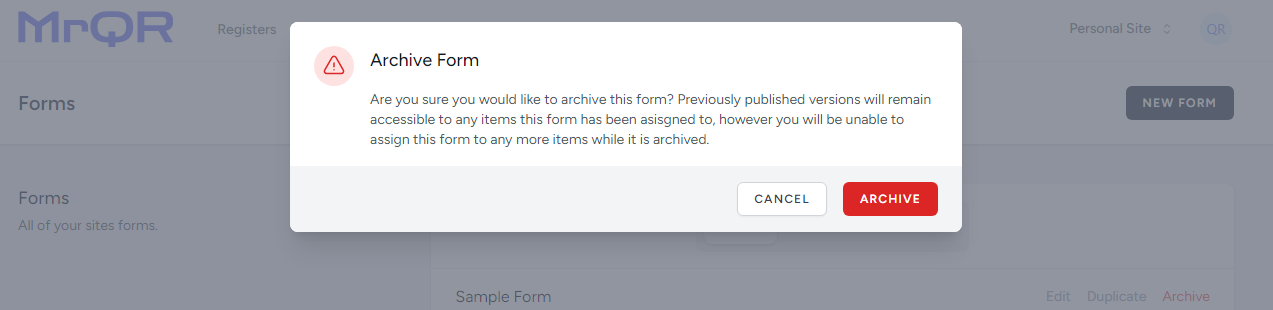 MrQR
Registers
Personal Site
QR
Forms
NEW FORM
Archive Form
Are you sure you would like to archive this form? Previously published versions will remain
accessible to any items this form has been asisgned to, however you will be unable to
assign this form to any more items while it is archived.
CANCEL
ARCHIVE
Forms
All of your sites forms.
Sample Form
Edit
Duplicate
Archive